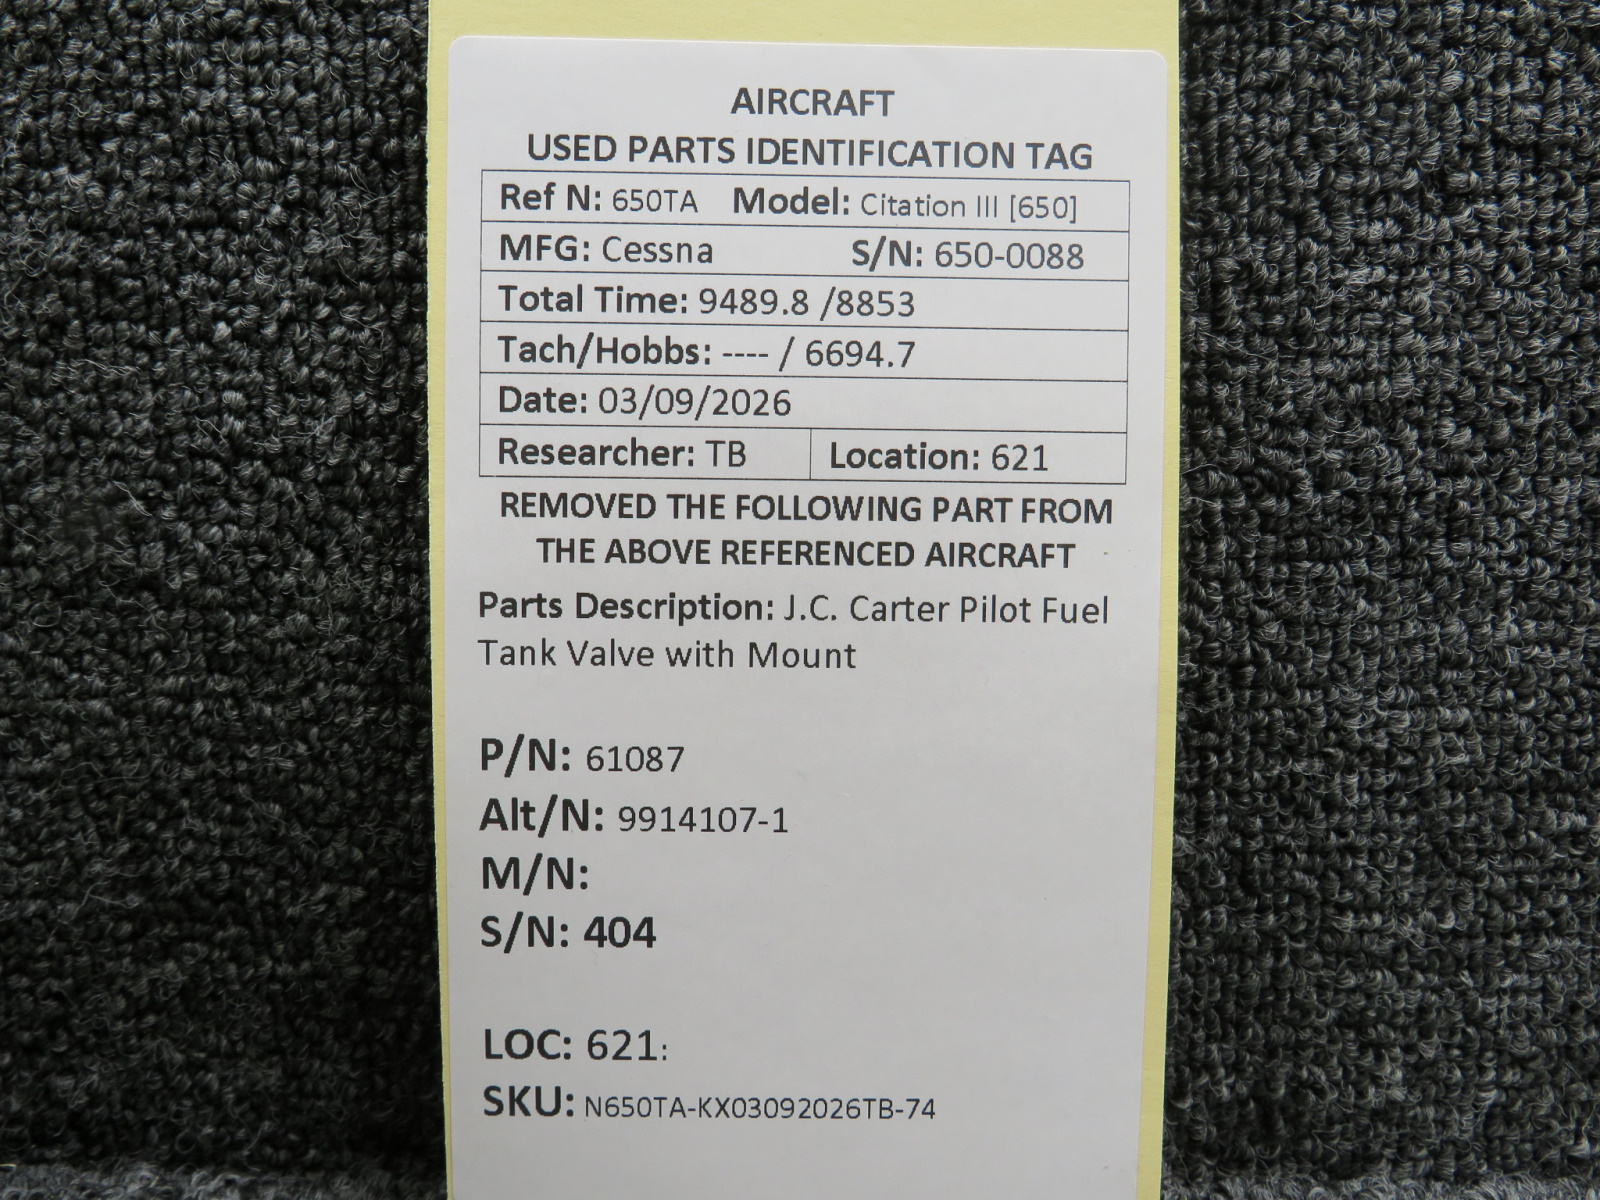 AIRCRAFT
USED PARTS IDENTIFICATION TAG
Ref N: 650TA Model: Citation III [650]
MFG: Cessna S/N: 650-0088
Total Time: 9489.8 /8853
Tach/Hobbs: ---- / 6694.7
Date: 03/09/2026
Researcher: TB Location: 621
REMOVED THE FOLLOWING PART FROM
THE ABOVE REFERENCED AIRCRAFT
Parts Description: J.C. Carter Pilot Fuel
Tank Valve with Mount
P/N: 61087
Alt/N: 9914107-1
M/N:
S/N: 404
LOC: 621:
SKU: N650TA-KX03092026TB-74